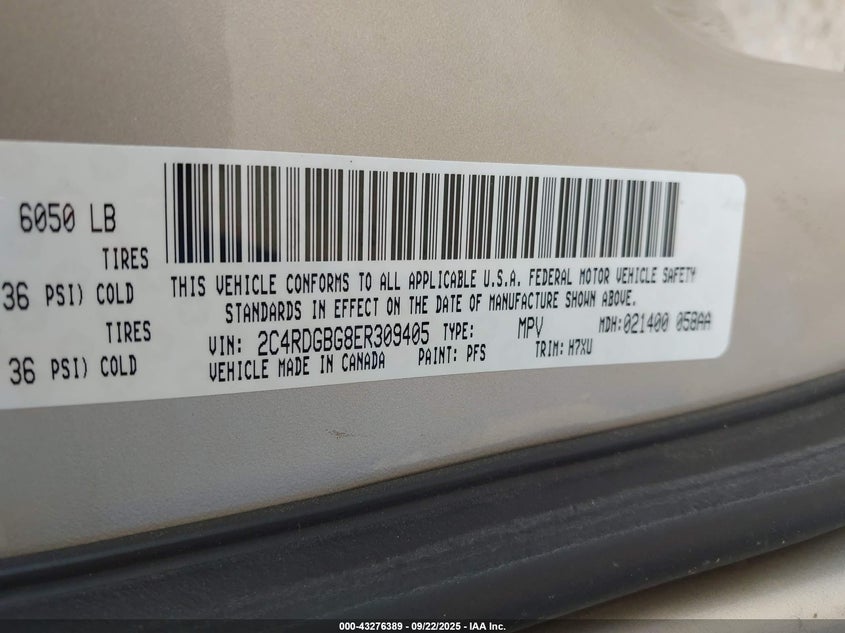 6050 LB
TIRES
36 PSI) COLD
TIRES
36 PSI) COLD
THIS VEHICLE CONFORMS TO ALL APPLICABLE U.S.A. FEDERAL MOTOR VEHICLE SAFETY
STANDARDS IN EFFECT ON THE DATE OF MANUFACTURE SHOWN ABOVE.
VIN: 2C4RDGBG8ER309405 TYPE: MPV MDH:021400 058AA
VEHICLE MADE IN CANADA PAINT: PFS TRIM: H7XU
000-43276389 - 09/22/2025 - IAA Inc.